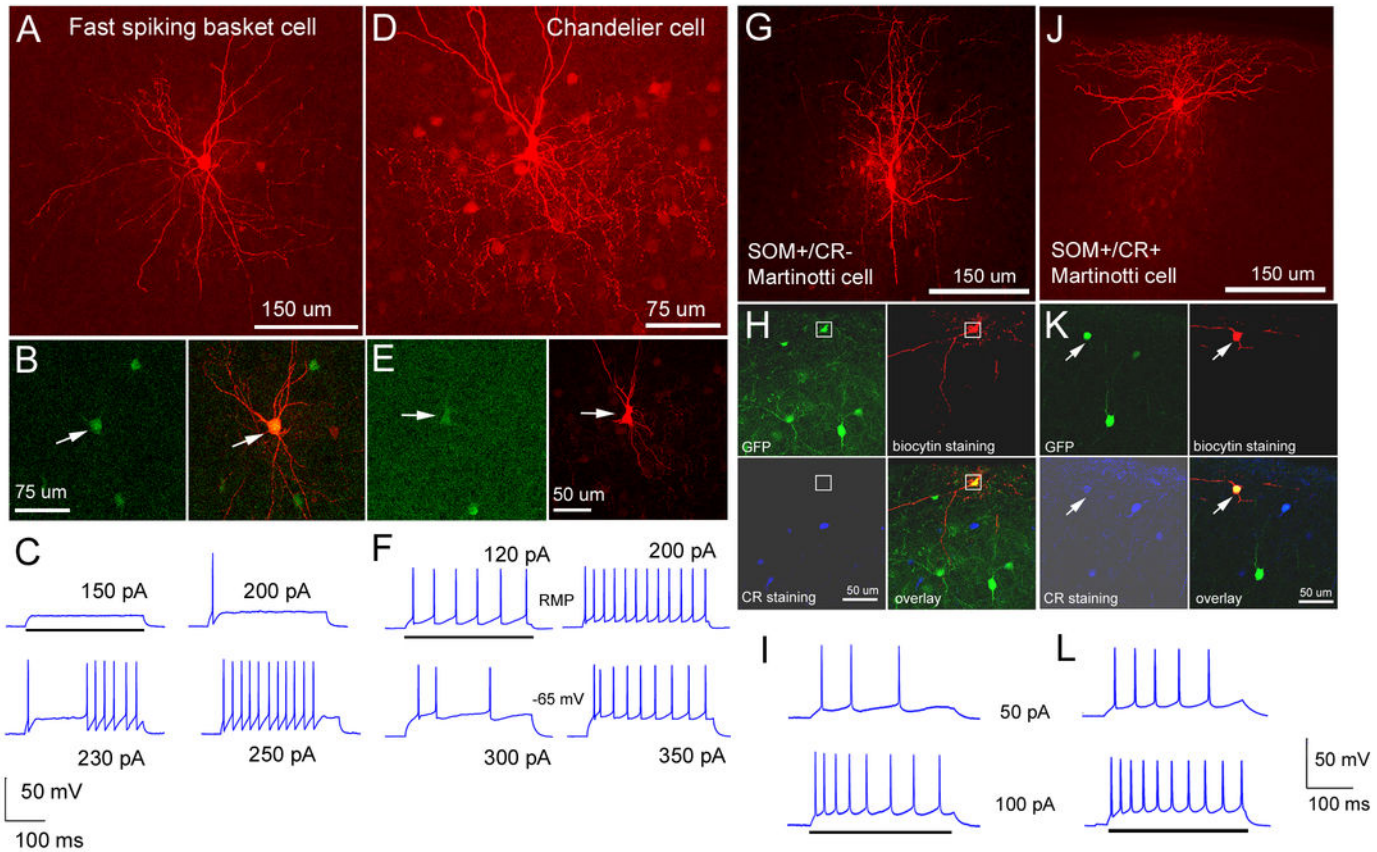 A
Fast spiking basket cell
150 um
D
Chandelier cell
75 um
G
SOM+/CR-
Martinotti cell
150 um
J
SOM+/CR+
Martinotti cell
150 um
B
75 um
E
50 um
H
GFP
biocytin staining
CR staining
50 um
overlay
K
GFP
biocytin staining
CR staining
overlay
50 um
C
150 pA
200 pA
230 pA
250 pA
50 mV
100 ms
F
120 pA
RMP
200 pA
-65 mV
300 pA
350 pA
I
50 pA
100 pA
L
50 mV
100 ms